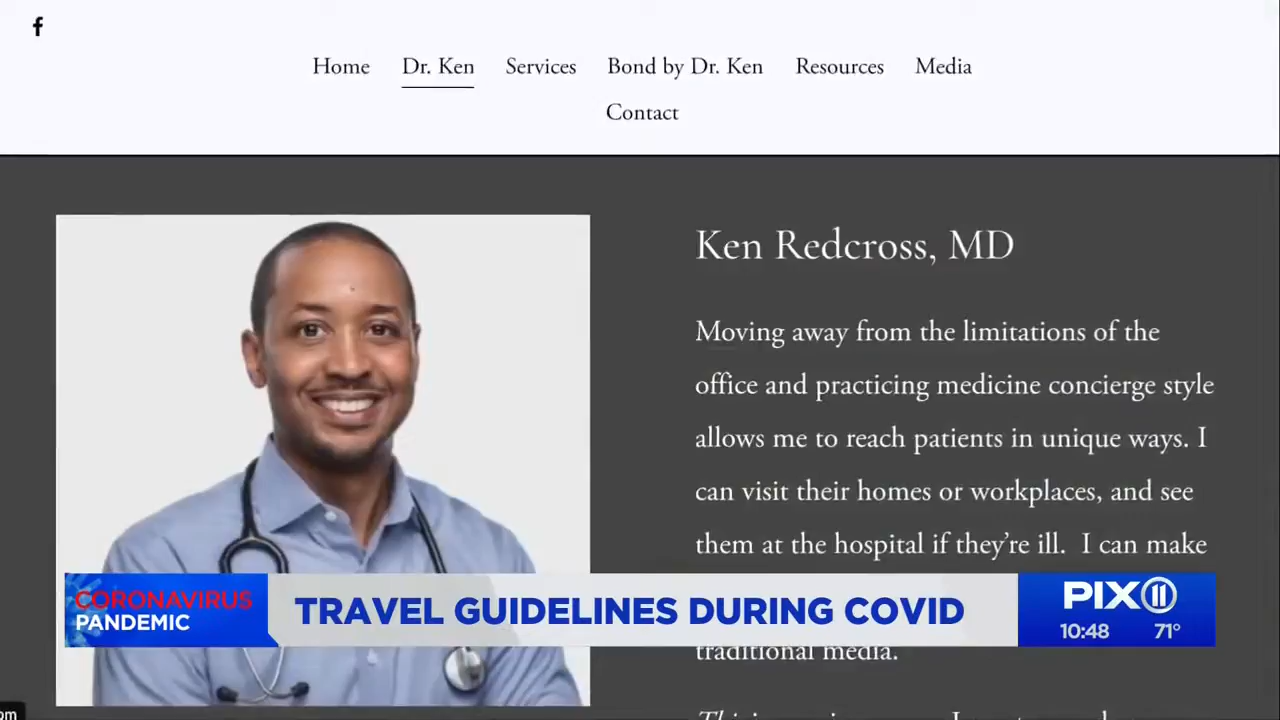 f
Home Dr. Ken Services Bond by Dr. Ken Resources Media
Contact
Ken Redcross, MD
Moving away from the limitations of the
office and practicing medicine concierge style
allows me to reach patients in unique ways. I
can visit their homes or workplaces, and see
them at the hospital if they're ill. I can make
CORONAVIRUS
PANDEMIC
TRAVEL GUIDELINES DURING COVID
PIX11
10:48 71°
traditional media.